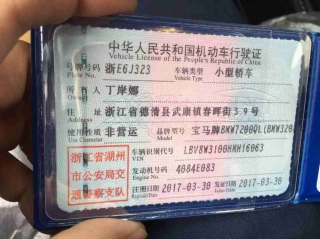 中华人民共和国机动车行驶证
Vehicle License of the People's Republic of China
号牌号码 浙E6J323 车辆类型 小型轿车
Plate No. Vehicle Type
所有人 丁岸娜
Owner
住址 浙江省德清县武康镇春晖街59号
Address
使用性质 非营运 品牌型号 宝马牌BMW7200QL(BMW320
Use Character Model
浙江省湖州市公安局交通警察支队
车辆识别代号 LBV8W3100HMH16063
VIN
发动机号码 4084E083
Engine No.
注册日期 2017-03-30 发证日期 2017-03-30
Register Date Issue Date